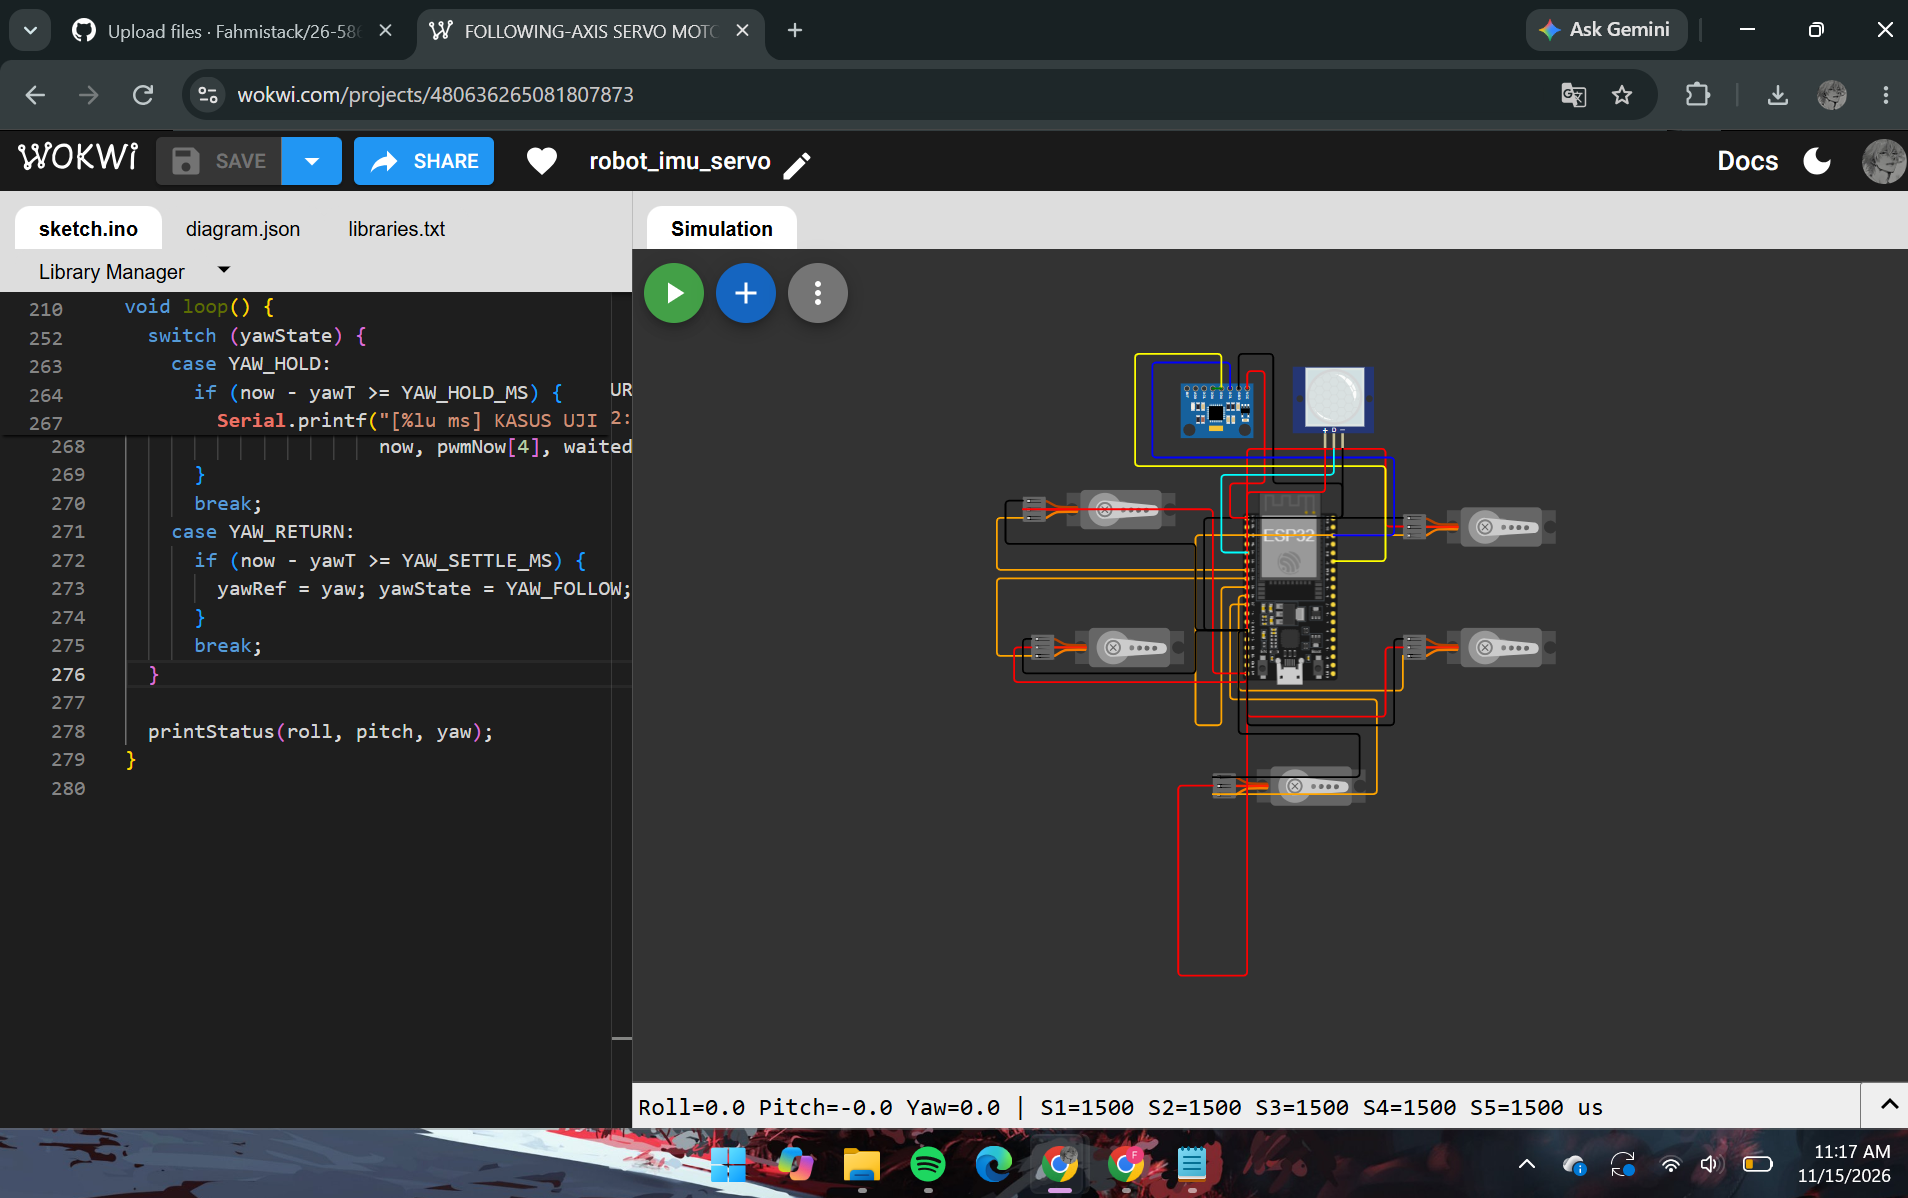 Upload files · Fahmistack/26-586
FOLLOWING-AXIS SERVO MOTO
Ask Gemini
wokwi.com/projects/480636265081807873
WOKWi
SAVE
SHARE
robot_imu_servo
Docs
sketch.ino
diagram.json
libraries.txt
Library Manager
Simulation
210 void loop() {
252 switch (yawState) {
263 case YAW_HOLD:
264 if (now - yawT >= YAW_HOLD_MS) {
267 Serial.printf("[%lu ms] KASUS UJI 2:
268 now, pwmNow[4], waited
269 }
270 break;
271 case YAW_RETURN:
272 if (now - yawT >= YAW_SETTLE_MS) {
273 yawRef = yaw; yawState = YAW_FOLLOW;
274 }
275 break;
276 }
277
278 printStatus(roll, pitch, yaw);
279 }
280
ESP32
Roll=0.0 Pitch=-0.0 Yaw=0.0 | S1=1500 S2=1500 S3=1500 S4=1500 S5=1500 us
11:17 AM
11/15/2026